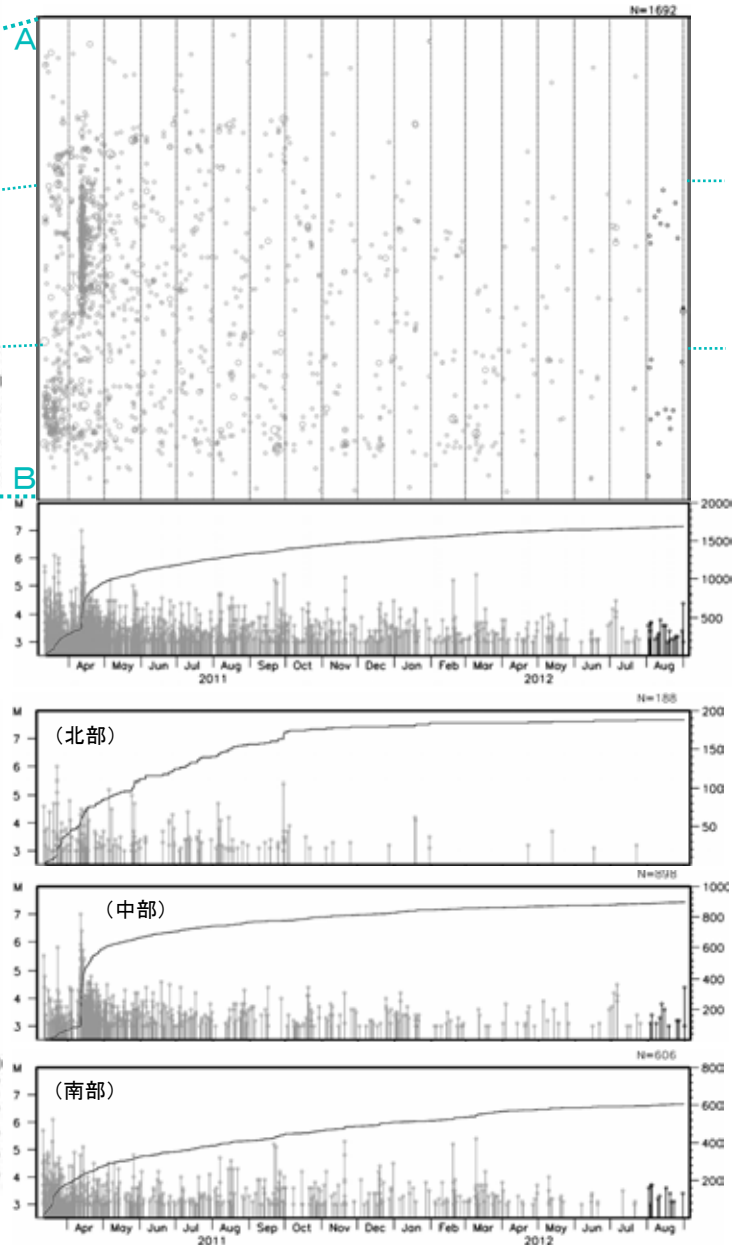 N=1692
A
B
M
7
6
5
4
3
2000
1500
1000
500
Apr May Jun Jul Aug Sep Oct Nov Dec Jan Feb Mar Apr May Jun Jul Aug
2011 2012
N=188
M
7
6
5
4
3
(北部)
200
150
100
50
N=898
M
7
6
5
4
3
(中部)
1000
800
600
400
200
N=606
M
7
6
5
4
3
(南部)
800
600
400
200
Apr May Jun Jul Aug Sep Oct Nov Dec Jan Feb Mar Apr May Jun Jul Aug
2011 2012